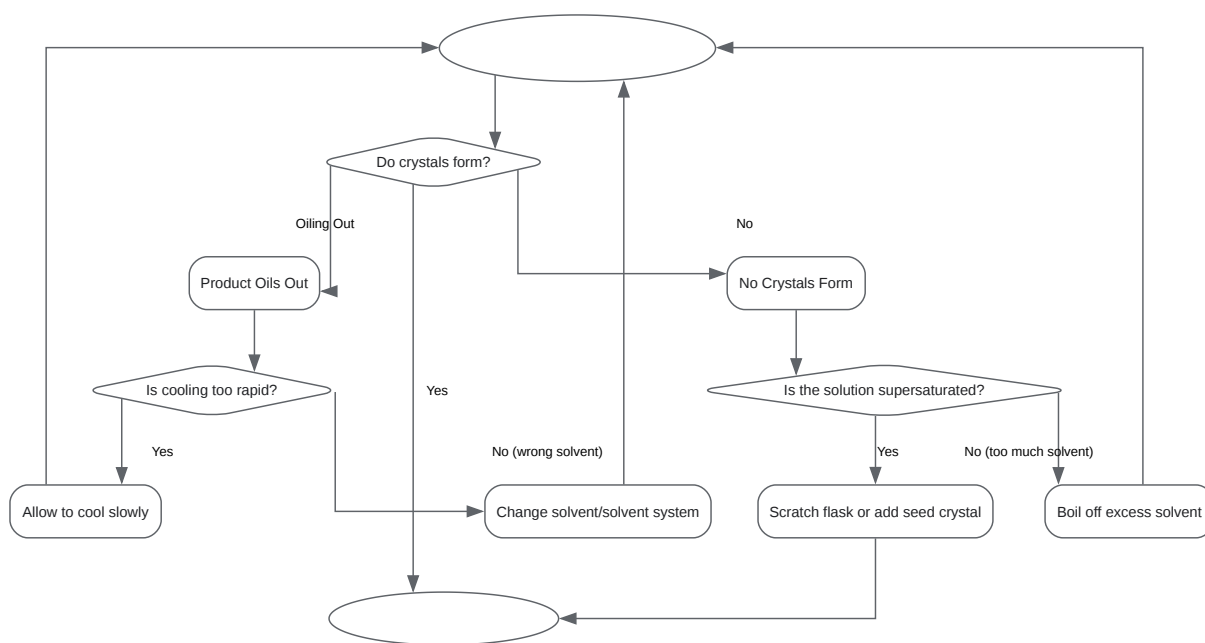 Do crystals form?
Oiling Out
No
Product Oils Out
No Crystals Form
Is cooling too rapid?
Yes
Is the solution supersaturated?
Yes
No (wrong solvent)
Yes
No (too much solvent)
Allow to cool slowly
Change solvent/solvent system
Scratch flask or add seed crystal
Boil off excess solvent